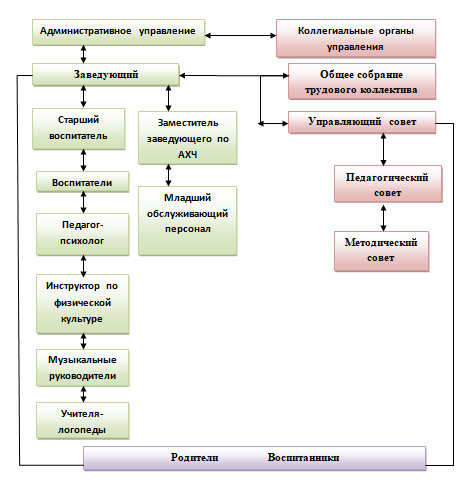 Административное управление
Коллегиальные органы
управления
Заведующий
Общее собрание
трудового коллектива
Старший
воспитатель
Заместитель
заведующего по
АХЧ
Управляющий совет
Воспитатели
Педагогический
совет
Младший
обслуживающий
персонал
Педагог-
психолог
Методический
совет
Инструктор по
физической
культуре
Музыкальные
руководители
Учителя-
логопеды
Родители Воспитанники